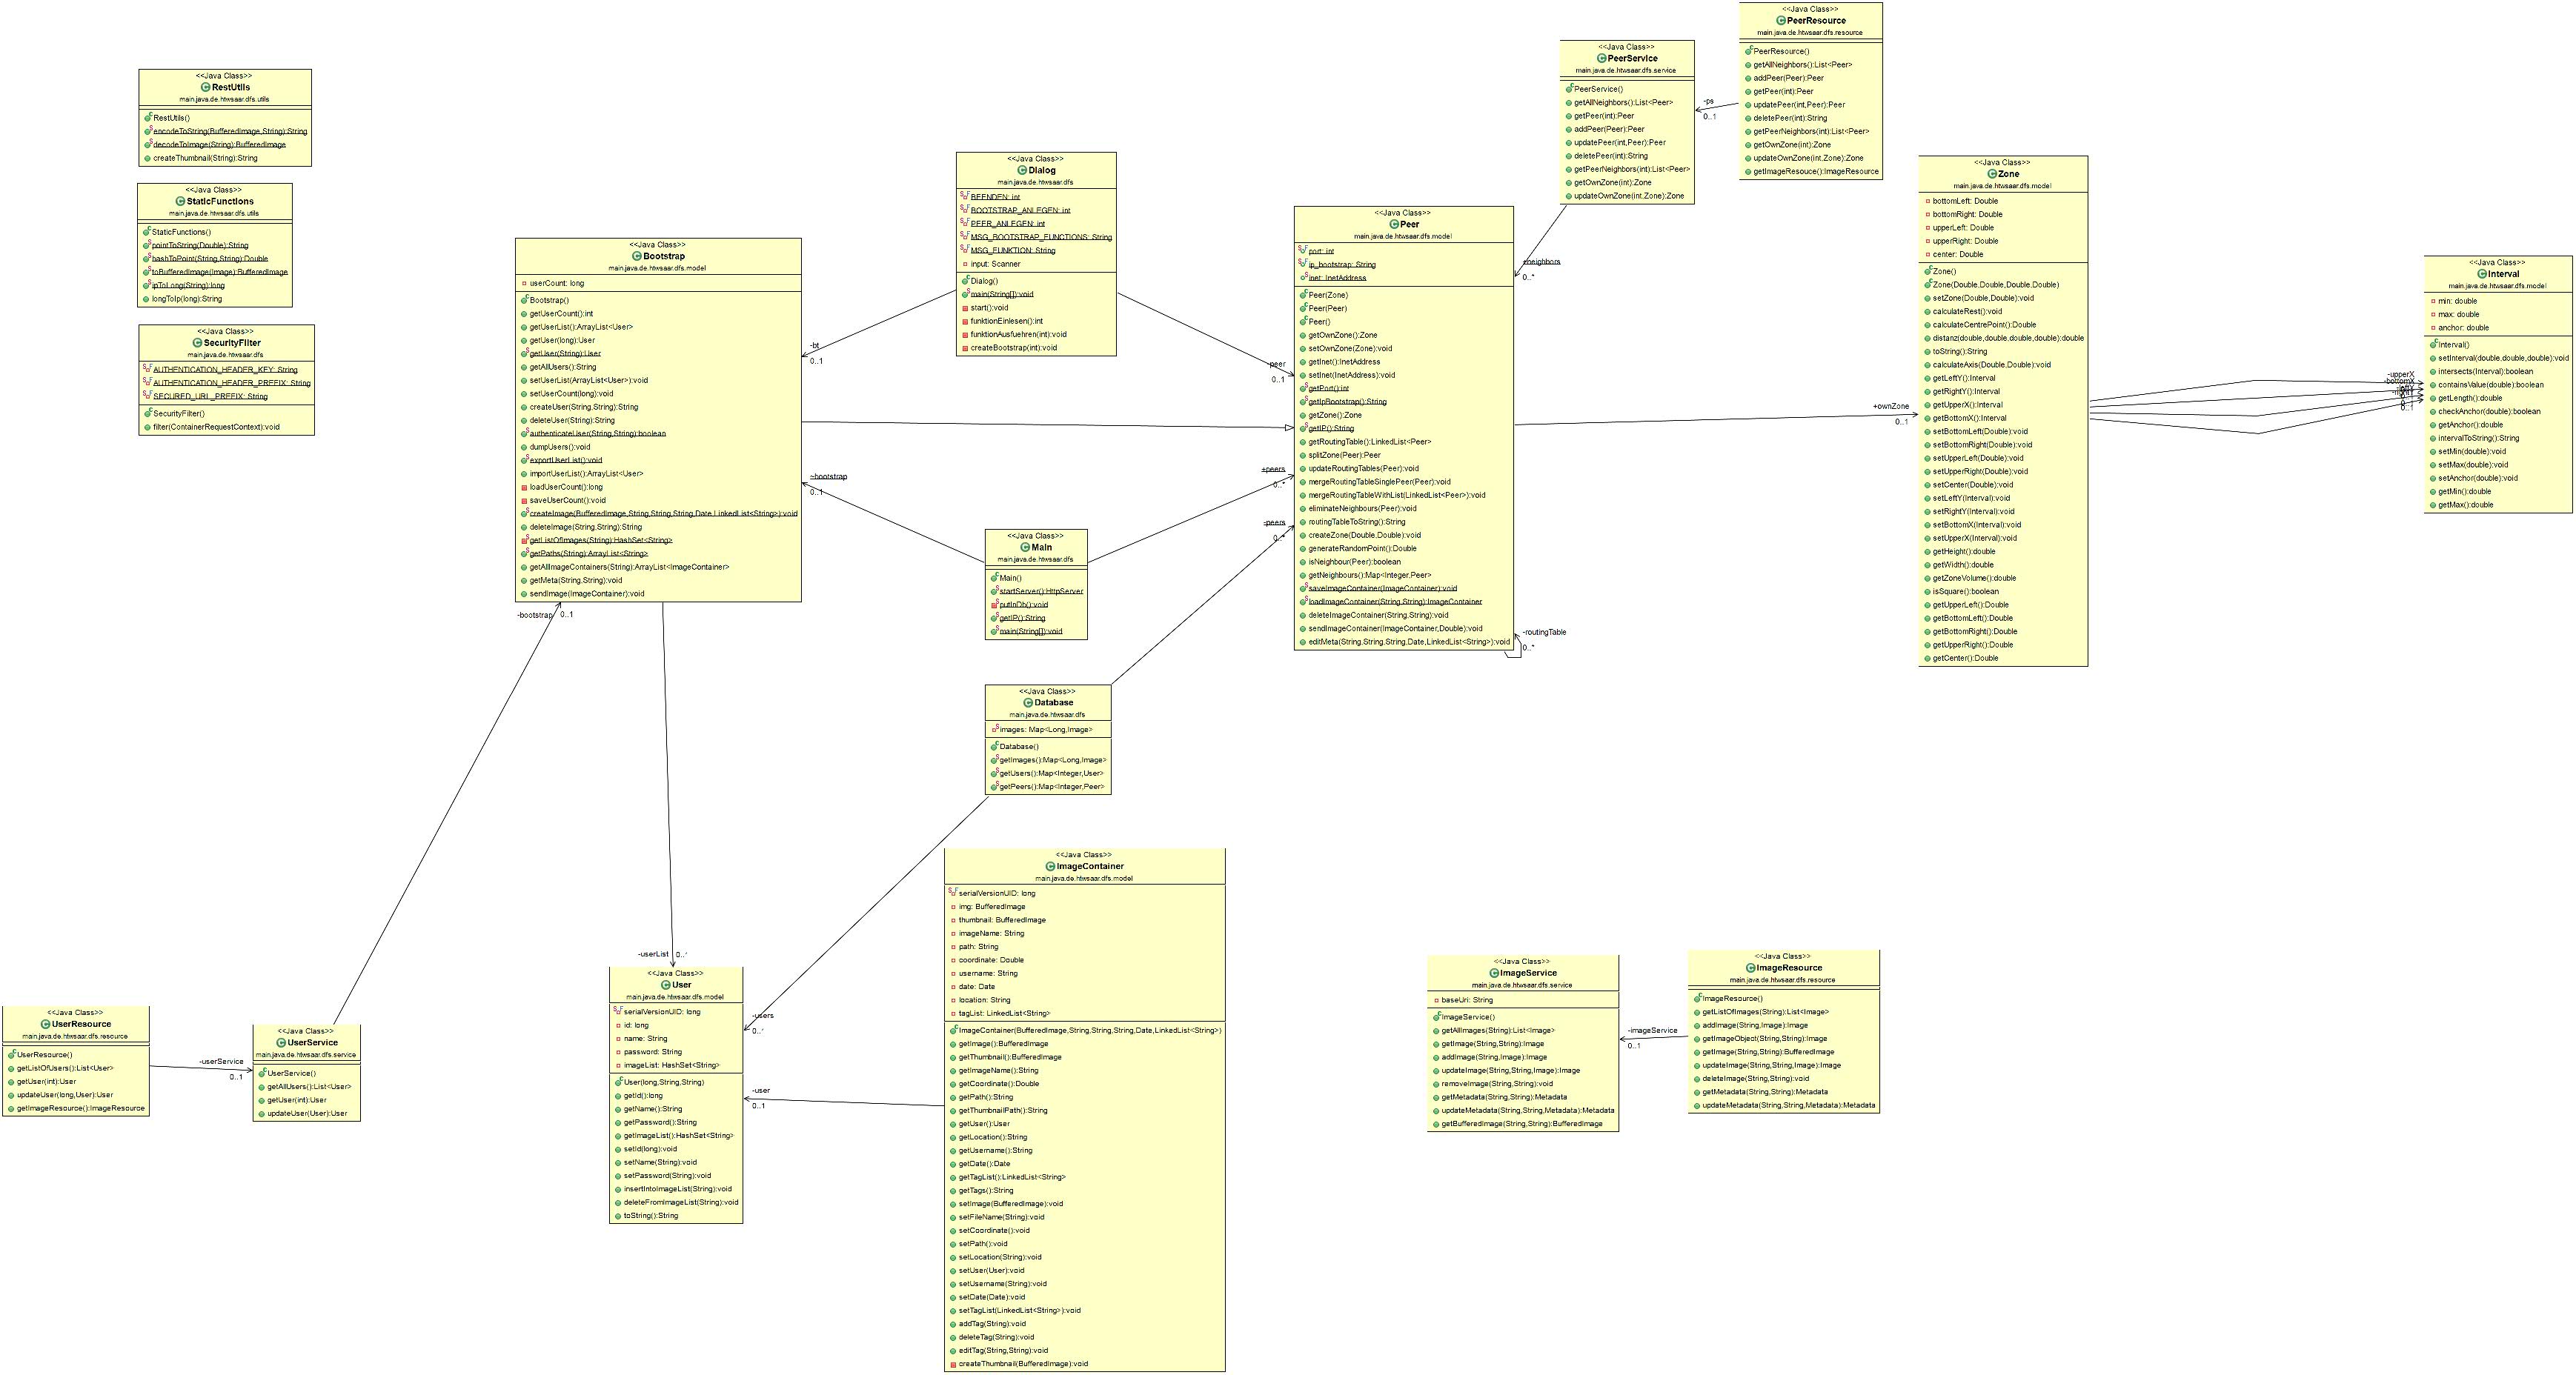 <<Java Class>>
RestUtils
main.java.de.htwsaar.dfs.utils
RestUtils()
encodeToString(BufferedImage,String):String
decodeToImage(String):BufferedImage
createThumbnail(String):String
<<Java Class>>
StaticFunctions
main.java.de.htwsaar.dfs.utils
StaticFunctions()
pointToString(Double):String
hashToPoint(String,String):Double
toBufferedImage(Image):BufferedImage
ipToLong(String):long
longToIp(long):String
<<Java Class>>
SecurityFilter
main.java.de.htwsaar.dfs
AUTHENTICATION_HEADER_KEY: String
AUTHENTICATION_HEADER_PREFIX: String
SECURED_URL_PREFIX: String
SecurityFilter()
filter(ContainerRequestContext):void
<<Java Class>>
Bootstrap
main.java.de.htwsaar.dfs.model
userCount: long
Bootstrap()
getUserCount():int
getUserList():ArrayList<User>
getUser(long):User
getUser(String):User
getAllUsers():String
setUserList(ArrayList<User>):void
setUserCount(long):void
createUser(String,String):String
deleteUser(String):String
authenticateUser(String,String):boolean
dumpUsers():void
exportUserList():void
importUserList():ArrayList<User>
loadUserCount():long
saveUserCount():void
createImage(BufferedImage,String,String,String,Date,LinkedList<String>):void
deleteImage(String,String):String
getListOfImages(String):HashSet<String>
getPaths(String):ArrayList<String>
getAllImageContainers(String):ArrayList<ImageContainer>
getMeta(String,String):void
sendImage(ImageContainer):void
<<Java Class>>
Dialog
main.java.de.htwsaar.dfs
BEENDEN: int
BOOTSTRAP_ANLEGEN: int
PEER_ANLEGEN: int
MSG_BOOTSTRAP_FUNCTIONS: String
MSG_FUNKTION: String
input: Scanner
Dialog()
main(String[]):void
start():void
funktionEinlesen():int
funktionAusfuehren(int):void
createBootstrap(int):void
-bt
0..1
-peer
0..1
-bootstrap
0..1
+peers
0..*
<<Java Class>>
Main
main.java.de.htwsaar.dfs
Main()
startServer():HttpServer
putInDb():void
getIP():String
main(String[]):void
<<Java Class>>
Peer
main.java.de.htwsaar.dfs.model
port: int
ip_bootstrap: String
inet: InetAddress
Peer(Zone)
Peer(Peer)
Peer()
getOwnZone():Zone
setOwnZone(Zone):void
getInet():InetAddress
setInet(InetAddress):void
getPort():int
getIpBootstrap():String
getZone():Zone
getIP():String
getRoutingTable():LinkedList<Peer>
splitZone(Peer):Peer
updateRoutingTables(Peer):void
mergeRoutingTableSinglePeer(Peer):void
mergeRoutingTableWithList(LinkedList<Peer>):void
eliminateNeighbours(Peer):void
routingTableToString():String
createZone(Double,Double):void
generateRandomPoint():Double
isNeighbour(Peer):boolean
getNeighbours():Map<Integer,Peer>
saveImageContainer(ImageContainer):void
loadImageContainer(String,String):ImageContainer
deleteImageContainer(String,String):void
sendImageContainer(ImageContainer,Double):void
editMeta(String,String,String,Date,LinkedList<String>):void
-routingTable
0..*
<<Java Class>>
PeerService
main.java.de.htwsaar.dfs.service
PeerService()
getAllNeighbors():List<Peer>
getPeer(int):Peer
addPeer(Peer):Peer
updatePeer(int,Peer):Peer
deletePeer(int):String
getPeerNeighbors(int):List<Peer>
getOwnZone(int):Zone
updateOwnZone(int,Zone):Zone
+neighbors
0..*
-ps
0..1
<<Java Class>>
PeerResource
main.java.de.htwsaar.dfs.resource
PeerResource()
getAllNeighbors():List<Peer>
addPeer(Peer):Peer
getPeer(int):Peer
updatePeer(int,Peer):Peer
deletePeer(int):String
getPeerNeighbors(int):List<Peer>
getOwnZone(int):Zone
updateOwnZone(int,Zone):Zone
getImageResouce():ImageResource
+ownZone
0..1
<<Java Class>>
Zone
main.java.de.htwsaar.dfs.model
bottomLeft: Double
bottomRight: Double
upperLeft: Double
upperRight: Double
center: Double
Zone()
Zone(Double,Double,Double,Double)
setZone(Double,Double):void
calculateRest():void
calculateCentrePoint():Double
distanz(double,double,double,double):double
toString():String
calculateAxis(Double,Double):void
getLeftY():Interval
getRightY():Interval
getUpperX():Interval
getBottomX():Interval
setBottomLeft(Double):void
setBottomRight(Double):void
setUpperLeft(Double):void
setUpperRight(Double):void
setCenter(Double):void
setLeftY(Interval):void
setRightY(Interval):void
setBottomX(Interval):void
setUpperX(Interval):void
getHeight():double
getWidth():double
getZoneVolume():double
isSquare():boolean
getUpperLeft():Double
getBottomLeft():Double
getBottomRight():Double
getUpperRight():Double
getCenter():Double
-upperX
-bottomX
0..1
<<Java Class>>
Interval
main.java.de.htwsaar.dfs.model
min: double
max: double
anchor: double
Interval()
setInterval(double,double,double):void
intersects(Interval):boolean
containsValue(double):boolean
getLength():double
checkAnchor(double):boolean
getAnchor():double
intervalToString():String
setMin(double):void
setMax(double):void
setAnchor(double):void
getMin():double
getMax():double
-peers
0..*
<<Java Class>>
Database
main.java.de.htwsaar.dfs
images: Map<Long,Image>
Database()
getImages():Map<Long,Image>
getUsers():Map<Integer,User>
getPeers():Map<Integer,Peer>
-bootstrap
0..1
-userList
0..*
-users
0..*
-user
0..1
<<Java Class>>
User
main.java.de.htwsaar.dfs.model
serialVersionUID: long
id: long
name: String
password: String
imageList: HashSet<String>
User(long,String,String)
getId():long
getName():String
getPassword():String
getImageList():HashSet<String>
setId(long):void
setName(String):void
setPassword(String):void
insertIntoImageList(String):void
deleteFromImageList(String):void
toString():String
<<Java Class>>
ImageContainer
main.java.de.htwsaar.dfs.model
serialVersionUID: long
img: BufferedImage
thumbnail: BufferedImage
imageName: String
path: String
coordinate: Double
username: String
date: Date
location: String
tagList: LinkedList<String>
ImageContainer(BufferedImage,String,String,String,Date,LinkedList<String>)
getImage():BufferedImage
getThumbnail():BufferedImage
getImageName():String
getCoordinate():Double
getPath():String
getThumbnailPath():String
getUser():User
getLocation():String
getUsername():String
getDate():Date
getTagList():LinkedList<String>
getTags():String
setImage(BufferedImage):void
setFileName(String):void
setCoordinate():void
setPath():void
setLocation(String):void
setUser(User):void
setUsername(String):void
setDate(Date):void
setTagList(LinkedList<String>):void
addTag(String):void
deleteTag(String):void
editTag(String,String):void
createThumbnail(BufferedImage):void
<<Java Class>>
UserResource
main.java.de.htwsaar.dfs.resource
UserResource()
getListOfUsers():List<User>
getUser(int):User
updateUser(long,User):User
getImageResource():ImageResource
-userService
0..1
<<Java Class>>
UserService
main.java.de.htwsaar.dfs.service
UserService()
getAllUsers():List<User>
getUser(int):User
updateUser(User):User
<<Java Class>>
ImageService
main.java.de.htwsaar.dfs.service
baseUri: String
ImageService()
getAllImages(String):List<Image>
getImage(String,String):Image
addImage(String,Image):Image
updateImage(String,String,Image):Image
removeImage(String,String):void
getMetadata(String,String):Metadata
updateMetadata(String,String,Metadata):Metadata
getBufferedImage(String,String):BufferedImage
-imageService
0..1
<<Java Class>>
ImageResource
main.java.de.htwsaar.dfs.resource
ImageResource()
getListOfImages(String):List<Image>
addImage(String,Image):Image
getImageObject(String,String):Image
getImage(String,String):BufferedImage
updateImage(String,String,Image):Image
deleteImage(String,String):void
getMetadata(String,String):Metadata
updateMetadata(String,String,Metadata):Metadata